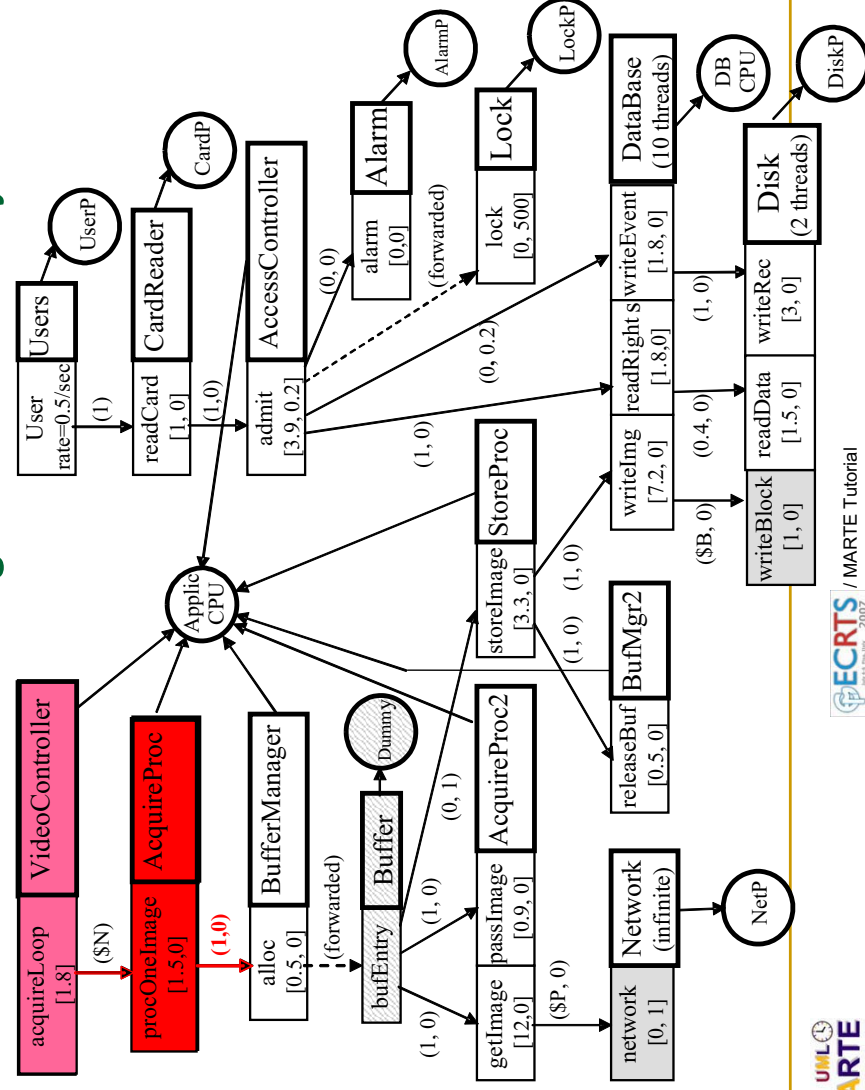 acquireLoop
[1.8]
VideoController
($N)
procOneImage
[1.5,0]
AcquireProc
(1,0)
alloc
[0.5, 0]
BufferManager
(forwarded)
bufEntry
Buffer
Dummy
(1, 0)
(1, 0)
(0, 1)
getImage
[12,0]
passImage
[0.9, 0]
AcquireProc2
($P, 0)
network
[0, 1]
Network
(infinite)
NetP
Applic
CPU
storeImage
[3.3, 0]
StoreProc
(1, 0)
(1, 0)
releaseBuf
[0.5, 0]
BufMgr2
User
rate=0.5/sec
Users
UserP
(1)
readCard
[1, 0]
CardReader
CardP
(1,0)
admit
[3.9, 0.2]
AccessController
(0, 0)
alarm
[0,0]
Alarm
AlarmP
(forwarded)
lock
[0, 500]
Lock
LockP
(1, 0)
(0, 0.2)
writeImg
[7.2, 0]
readRight s
[1.8,0]
writeEvent
[1.8, 0]
DataBase
(10 threads)
DB
CPU
($B, 0)
(0.4, 0)
(1, 0)
writeBlock
[1, 0]
readData
[1.5, 0]
writeRec
[3, 0]
Disk
(2 threads)
DiskP
UML
ARTE
ECRTS
/ MARTE Tutorial